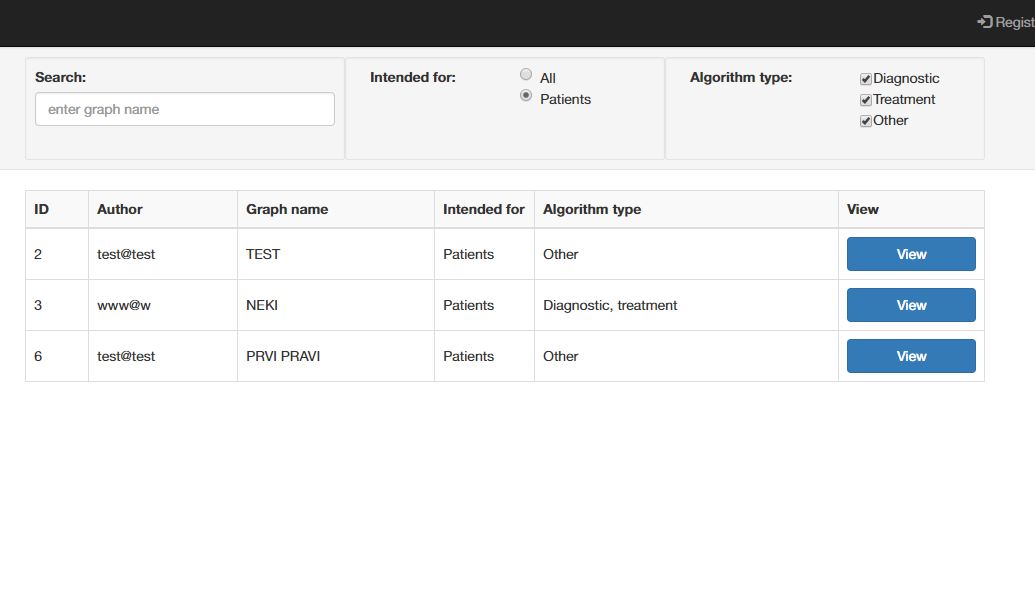 Regist
Search:
enter graph name
Intended for:
All
Patients
Algorithm type:
Diagnostic
Treatment
Other
ID Author Graph name Intended for Algorithm type View
2 test@test TEST Patients Other View
3 www@w NEKI Patients Diagnostic, treatment View
6 test@test PRVI PRAVI Patients Other View